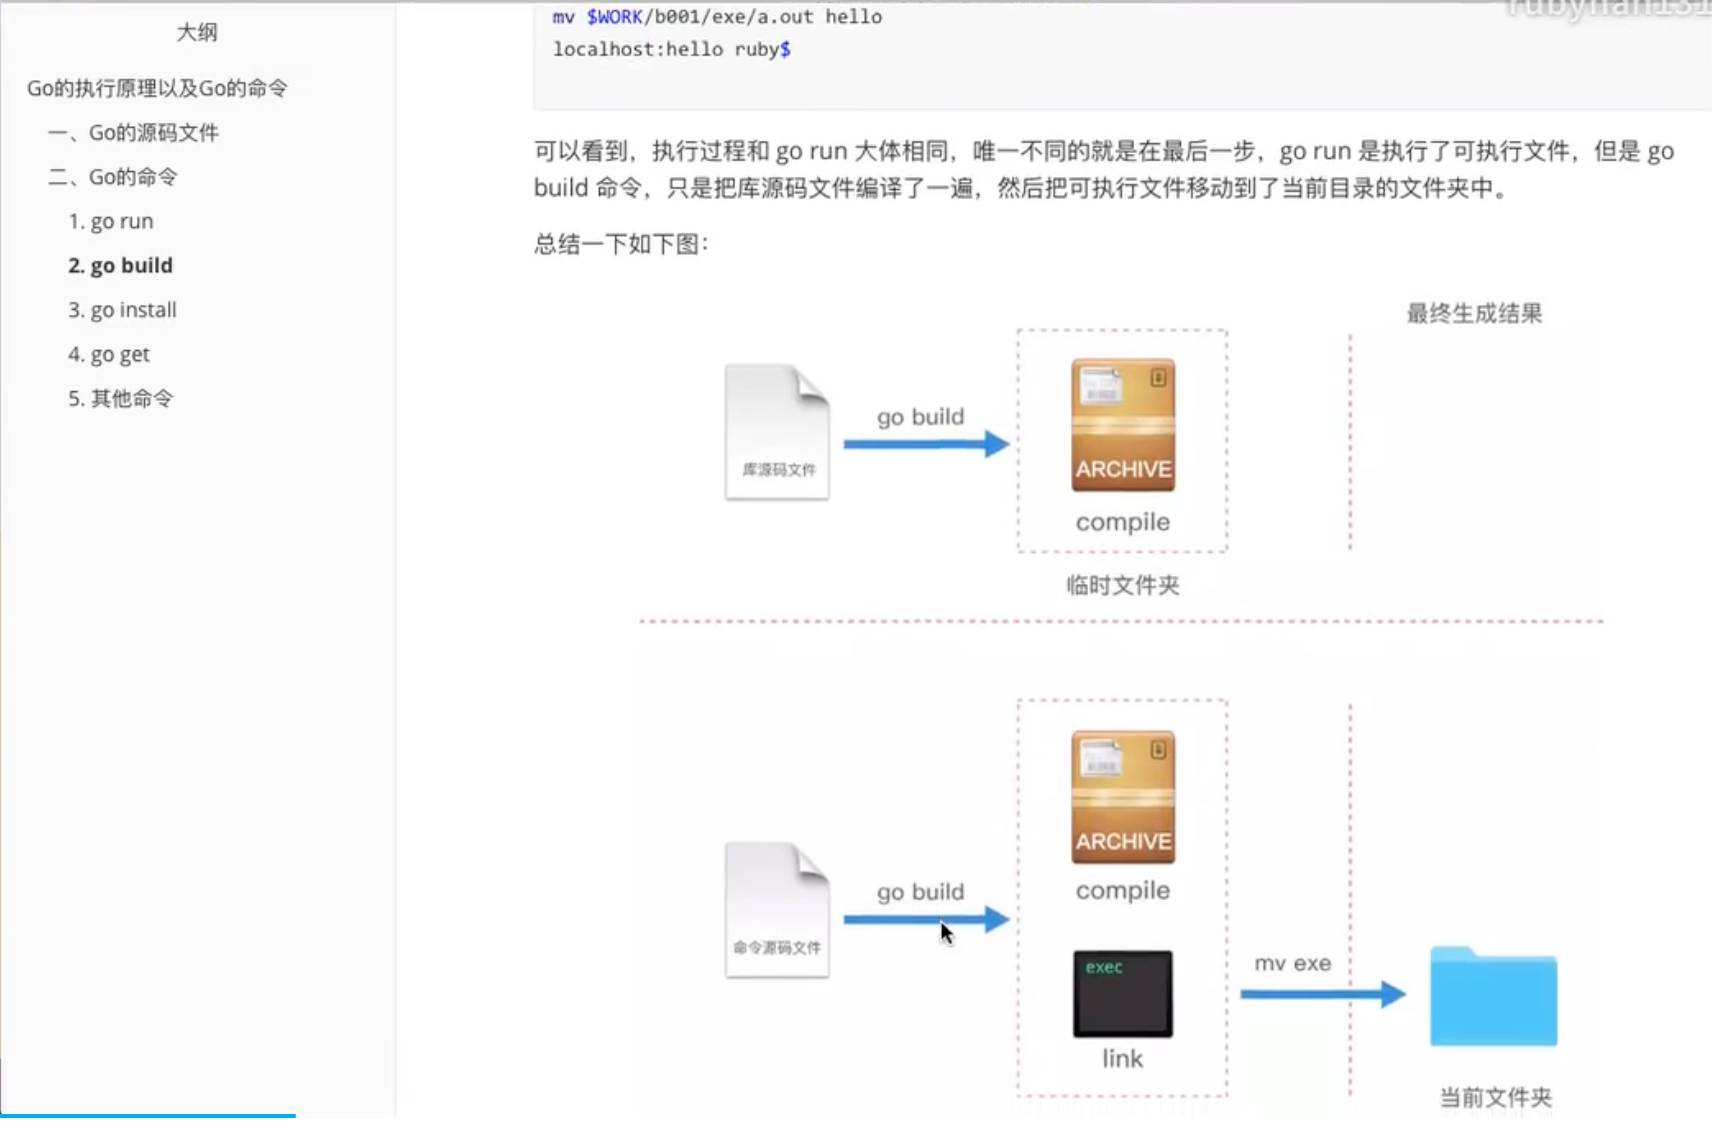 rubyhan131
mv $WORK/b001/exe/a.out hello
大纲
localhost:hello ruby$
Go的执行原理以及Go的命令
一、Go的源码文件
二、Go的命令
1. go run
2. go build
3. go install
4. go get
5. 其他命令
可以看到，执行过程和 go run 大体相同，唯一不同的就是在最后一步，go run 是执行了可执行文件，但是 go
build 命令，只是把库源码文件编译了一遍，然后把可执行文件移动到了当前目录的文件夹中。
总结一下如下图：
最终生成结果
库源码文件
go build
ARCHIVE
compile
临时文件夹
命令源码文件
go build
ARCHIVE
compile
exec
link
mv exe
当前文件夹